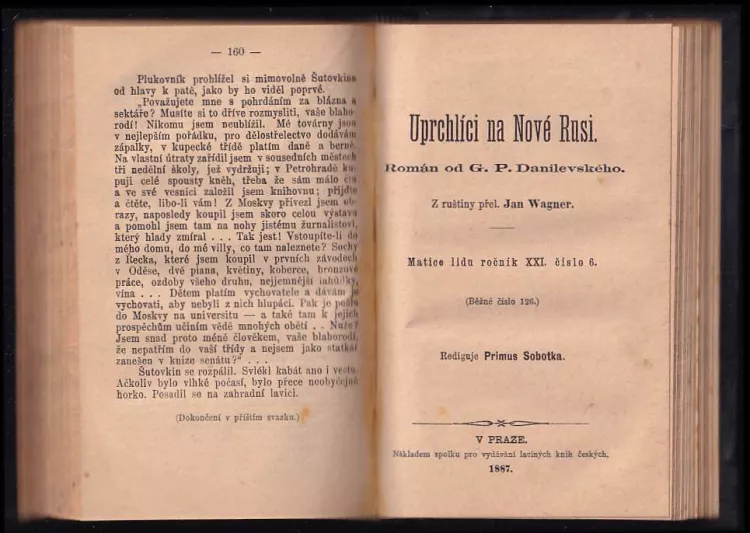 — 160 —
Plukovník prohlížel si mimovolně Šutovkina
od hlavy k patě, jako by ho viděl poprvé.
„Považujete mne s pohrdáním za blázna a
sektáře? Musíte si to dříve rozmysliti, vaše blaho-
rodí! Nikomu jsem neublížil. Mé továrny jsou
v nejlepším pořádku, pro dělostřelectvo dodávám
zápalky, v kupecké třídě platím daně a berně.
Na vlastní útraty zařídil jsem v sousedních městech
tři nedělní školy, jež vydržuji; v Petrohradě ku-
puji celé spousty kněh, třeba že sám málo čtu
a ve své vesnici založil jsem knihovnu; přijďte
a čtěte, libo-li vám! Z Moskvy přivezl jsem ob-
razy, naposledy koupil jsem skoro celou výstavu
a pomohl jsem tam na nohy jistému žurnalistovi,
který hlady zmíral . . . Tak jest! Vstoupíte-li do
mého domu, do mé villy, co tam naleznete? Sochy
z Řecka, které jsem koupil v prvních závodech
v Oděse, dvě piana, květiny, koberce, bronzové
práce, ozdoby všeho druhu, nejjemnější lahůdky,
vína . . . Dětem platím vychovatele a dávám je
vychovati, aby nebyli z nich hlupáci. Pak je pošlu
do Moskvy na universitu — a také tam k jejich
prospěchům učiním vědě mnohých obětí . . Nuže?
Jsem snad proto méně člověkem, vaše blahorodí,
že nepatřím do vaší třídy a nejsem jako statkář
zanešen v knize senátu?“ . . .
Šutovkin se rozpálil. Svlékl kabát ano i vestu.
Ačkoliv bylo vlhké počasí, bylo přece neobyčejně
horko. Posadil se na zahradní lavici.
(Dokončení v příštím svazku.)
Uprchlíci na Nové Rusi.
Román od G. P. Danilevského.
Z ruštiny přel. Jan Wagner.
Matice lidu ročník XXI. číslo 6.
(Běžné číslo 126.)
Rediguje Primus Sobotka.
V PRAZE.
Nákladem spolku pro vydávání laciných knih českých.
1887.